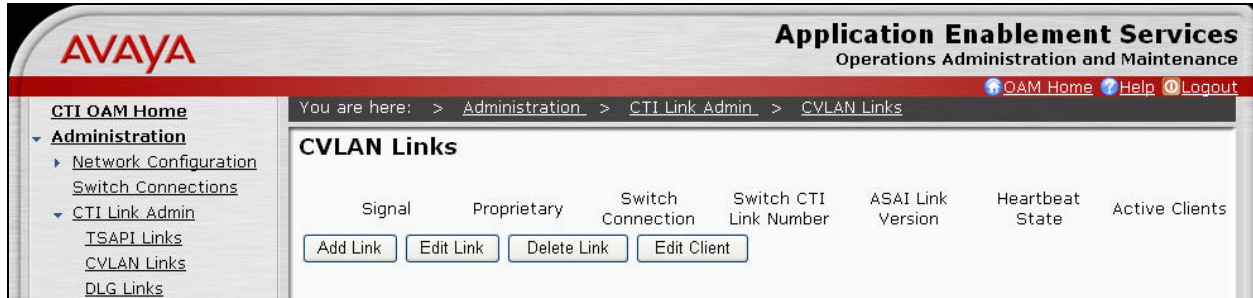 AVAYA
Application Enablement Services
Operations Administration and Maintenance
OAM Home Help Logout
CTI OAM Home
Administration
Network Configuration
Switch Connections
CTI Link Admin
TSAPI Links
CVLAN Links
DLG Links
You are here: > Administration > CTI Link Admin > CVLAN Links
CVLAN Links
Signal Proprietary Switch Connection Switch CTI Link Number ASAI Link Version Heartbeat State Active Clients
Add Link Edit Link Delete Link Edit Client